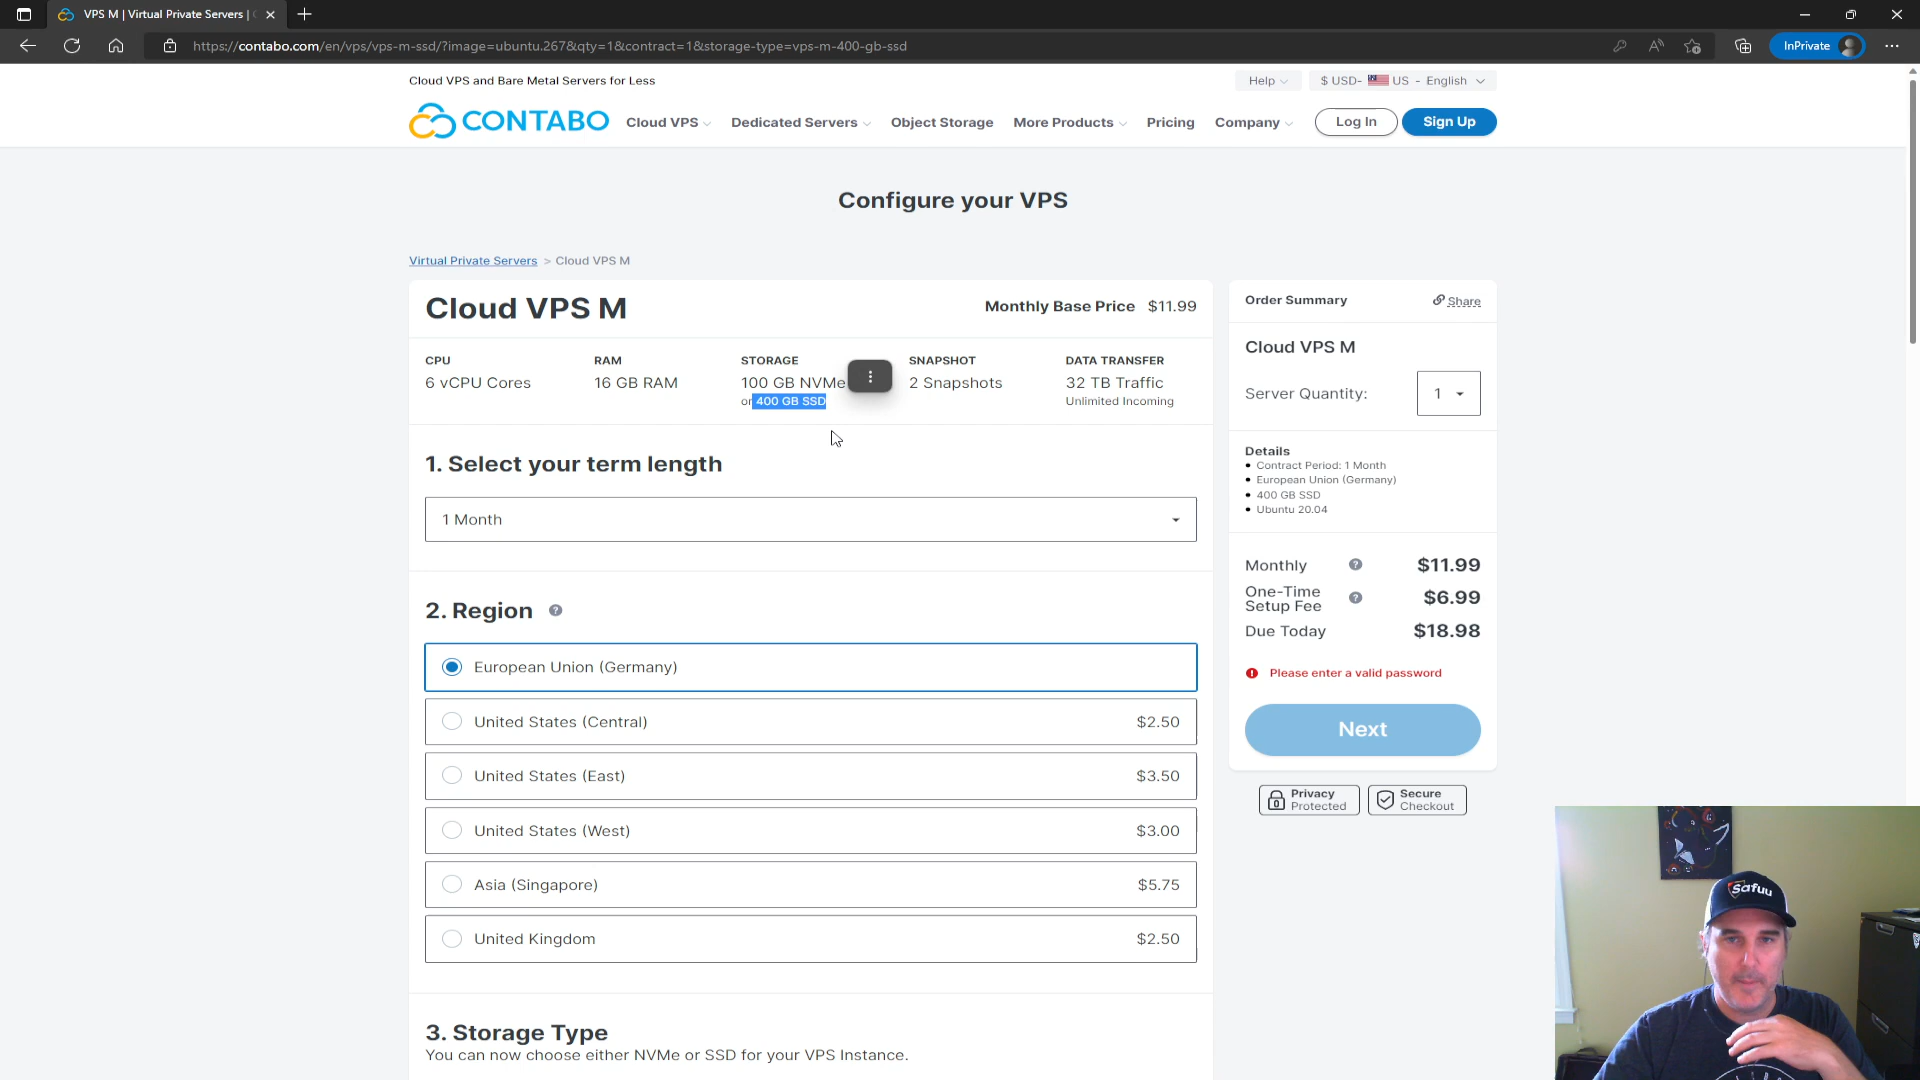 VPS M | Virtual Private Servers |
https://contabo.com/en/vps/vps-m-ssd/?image=ubuntu.267&qty=1&contract=1&storage-type=vps-m-400-gb-ssd
InPrivate
Cloud VPS and Bare Metal Servers for Less
Help
$ USD- US - English
CONTABO
Cloud VPS
Dedicated Servers
Object Storage
More Products
Pricing
Company
Log In
Sign Up
Configure your VPS
Virtual Private Servers > Cloud VPS M
Cloud VPS M
Monthly Base Price $11.99
CPU
6 vCPU Cores
RAM
16 GB RAM
STORAGE
100 GB NVMe
or 400 GB SSD
SNAPSHOT
2 Snapshots
DATA TRANSFER
32 TB Traffic
Unlimited Incoming
1. Select your term length
1 Month
2. Region
European Union (Germany)
United States (Central) $2.50
United States (East) $3.50
United States (West) $3.00
Asia (Singapore) $5.75
United Kingdom $2.50
3. Storage Type
You can now choose either NVMe or SSD for your VPS Instance.
Order Summary
Share
Cloud VPS M
Server Quantity: 1
Details
• Contract Period: 1 Month
• European Union (Germany)
• 400 GB SSD
• Ubuntu 20.04
Monthly $11.99
One-Time
Setup Fee $6.99
Due Today $18.98
Please enter a valid password
Next
Privacy
Protected
Secure
Checkout
Safuu